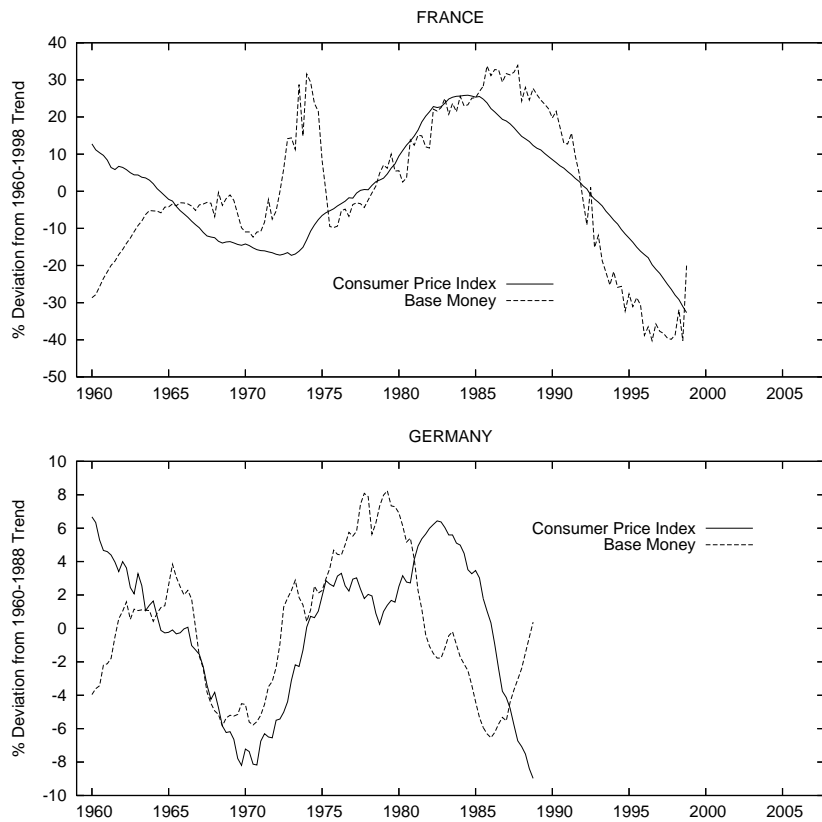 FRANCE
% Deviation from 1960-1998 Trend
40
30
20
10
0
-10
-20
-30
-40
-50
Consumer Price Index
Base Money
1960 1965 1970 1975 1980 1985 1990 1995 2000 2005
GERMANY
% Deviation from 1960-1988 Trend
10
8
6
4
2
0
-2
-4
-6
-8
-10
Consumer Price Index
Base Money
1960 1965 1970 1975 1980 1985 1990 1995 2000 2005